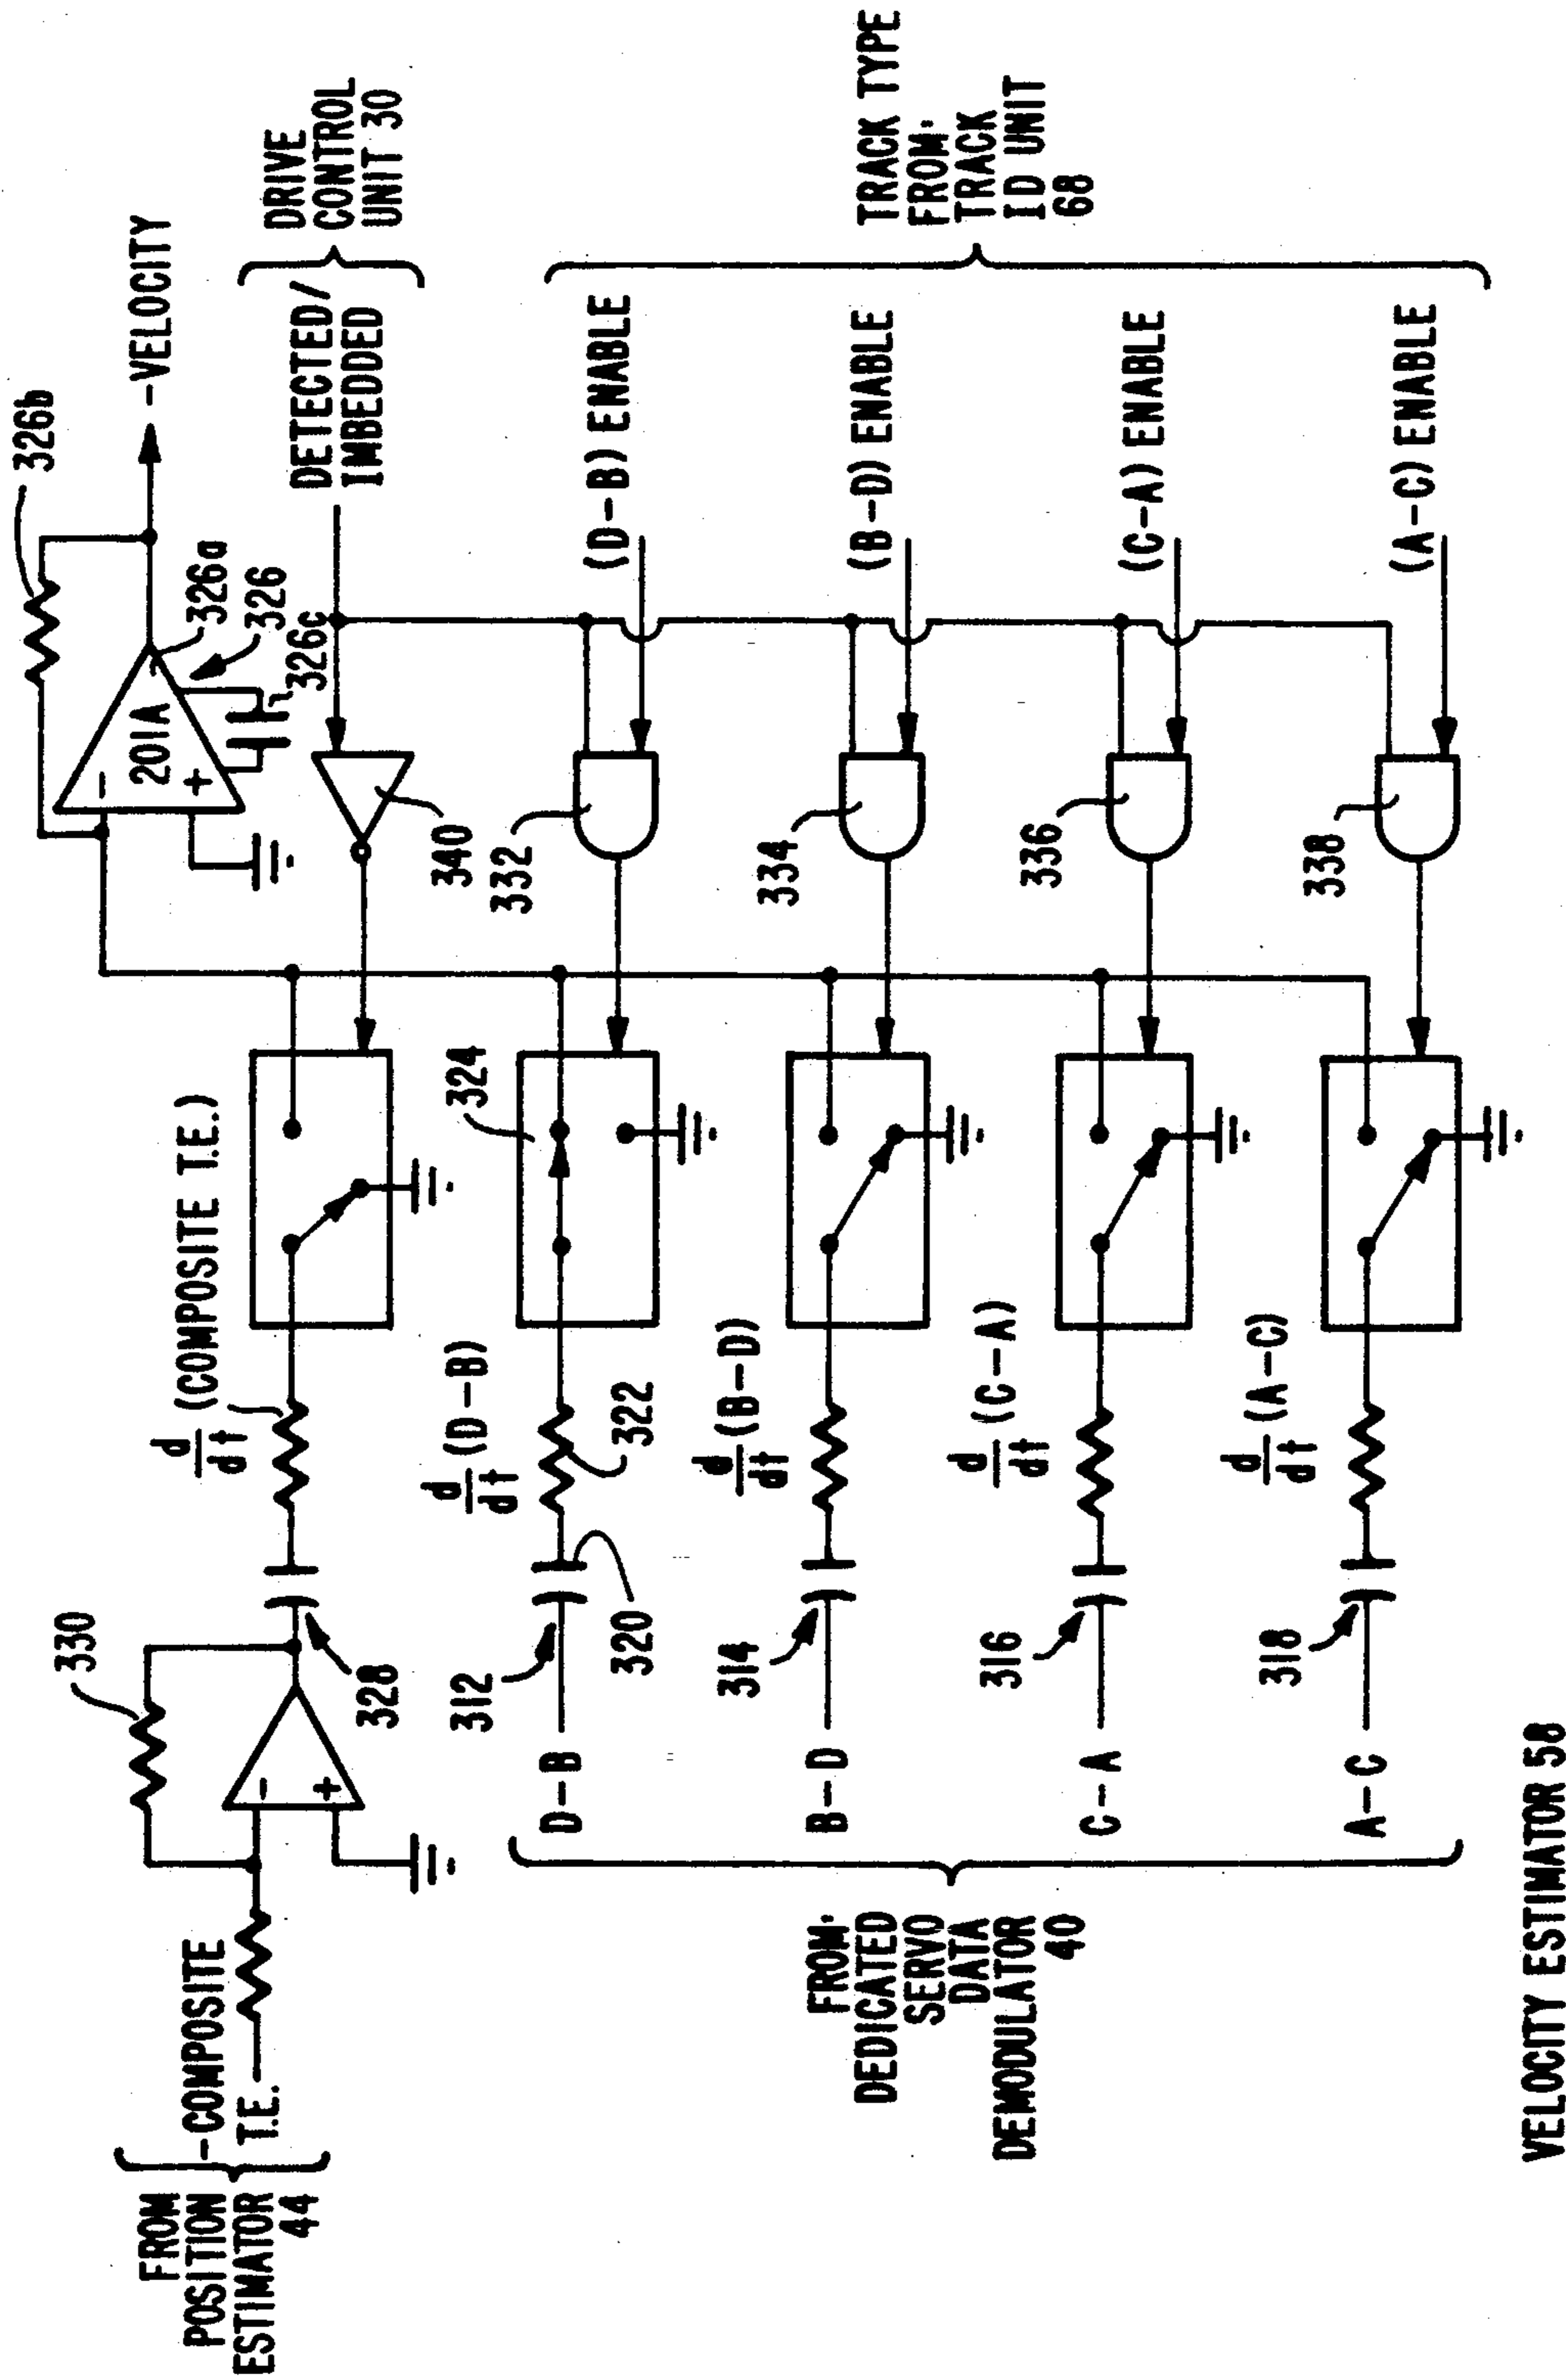 FROM
POSITION
ESTIMATOR
44
-COMPOSITE
T.E.
330
328
d/dt (COMPOSITE T.E.)
326b
201A
-
+
-
+
326a
326
326c
-VELOCITY
DETECTED/
IMBEDDED
DRIVE
CONTROL
UNIT 30
340
FROM:
DEDICATED
SERVO
DATA
DEMODULATOR
40
D-B
312
320
d/dt (D-B)
322
324
332
(D-B) ENABLE
B-D
314
d/dt (B-D)
334
(B-D) ENABLE
C-A
316
d/dt (C-A)
336
(C-A) ENABLE
A-C
318
d/dt (A-C)
338
(A-C) ENABLE
TRACK TYPE
FROM:
TRACK
ID UNIT
68
VELOCITY ESTIMATOR 58